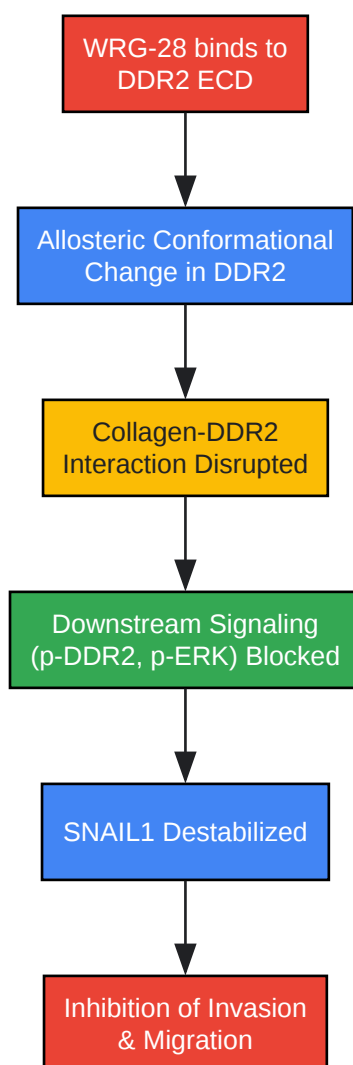 WRG-28 binds to
DDR2 ECD
Allosteric Conformational
Change in DDR2
Collagen-DDR2
Interaction Disrupted
Downstream Signaling
(p-DDR2, p-ERK) Blocked
SNAIL1 Destabilized
Inhibition of Invasion
& Migration